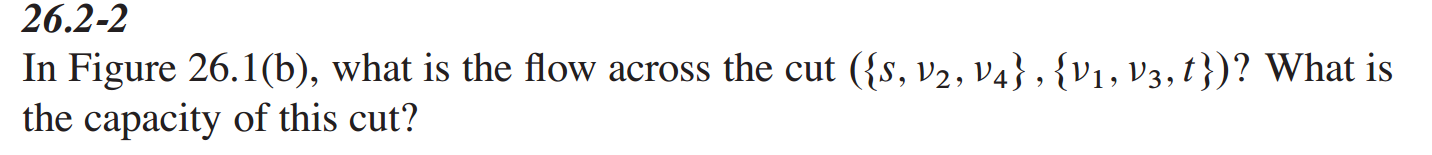 26.2-2
In Figure 26.1(b), what is the flow across the cut ({s, v₂, v₄} , {v₁, v₃, t})? What is
the capacity of this cut?